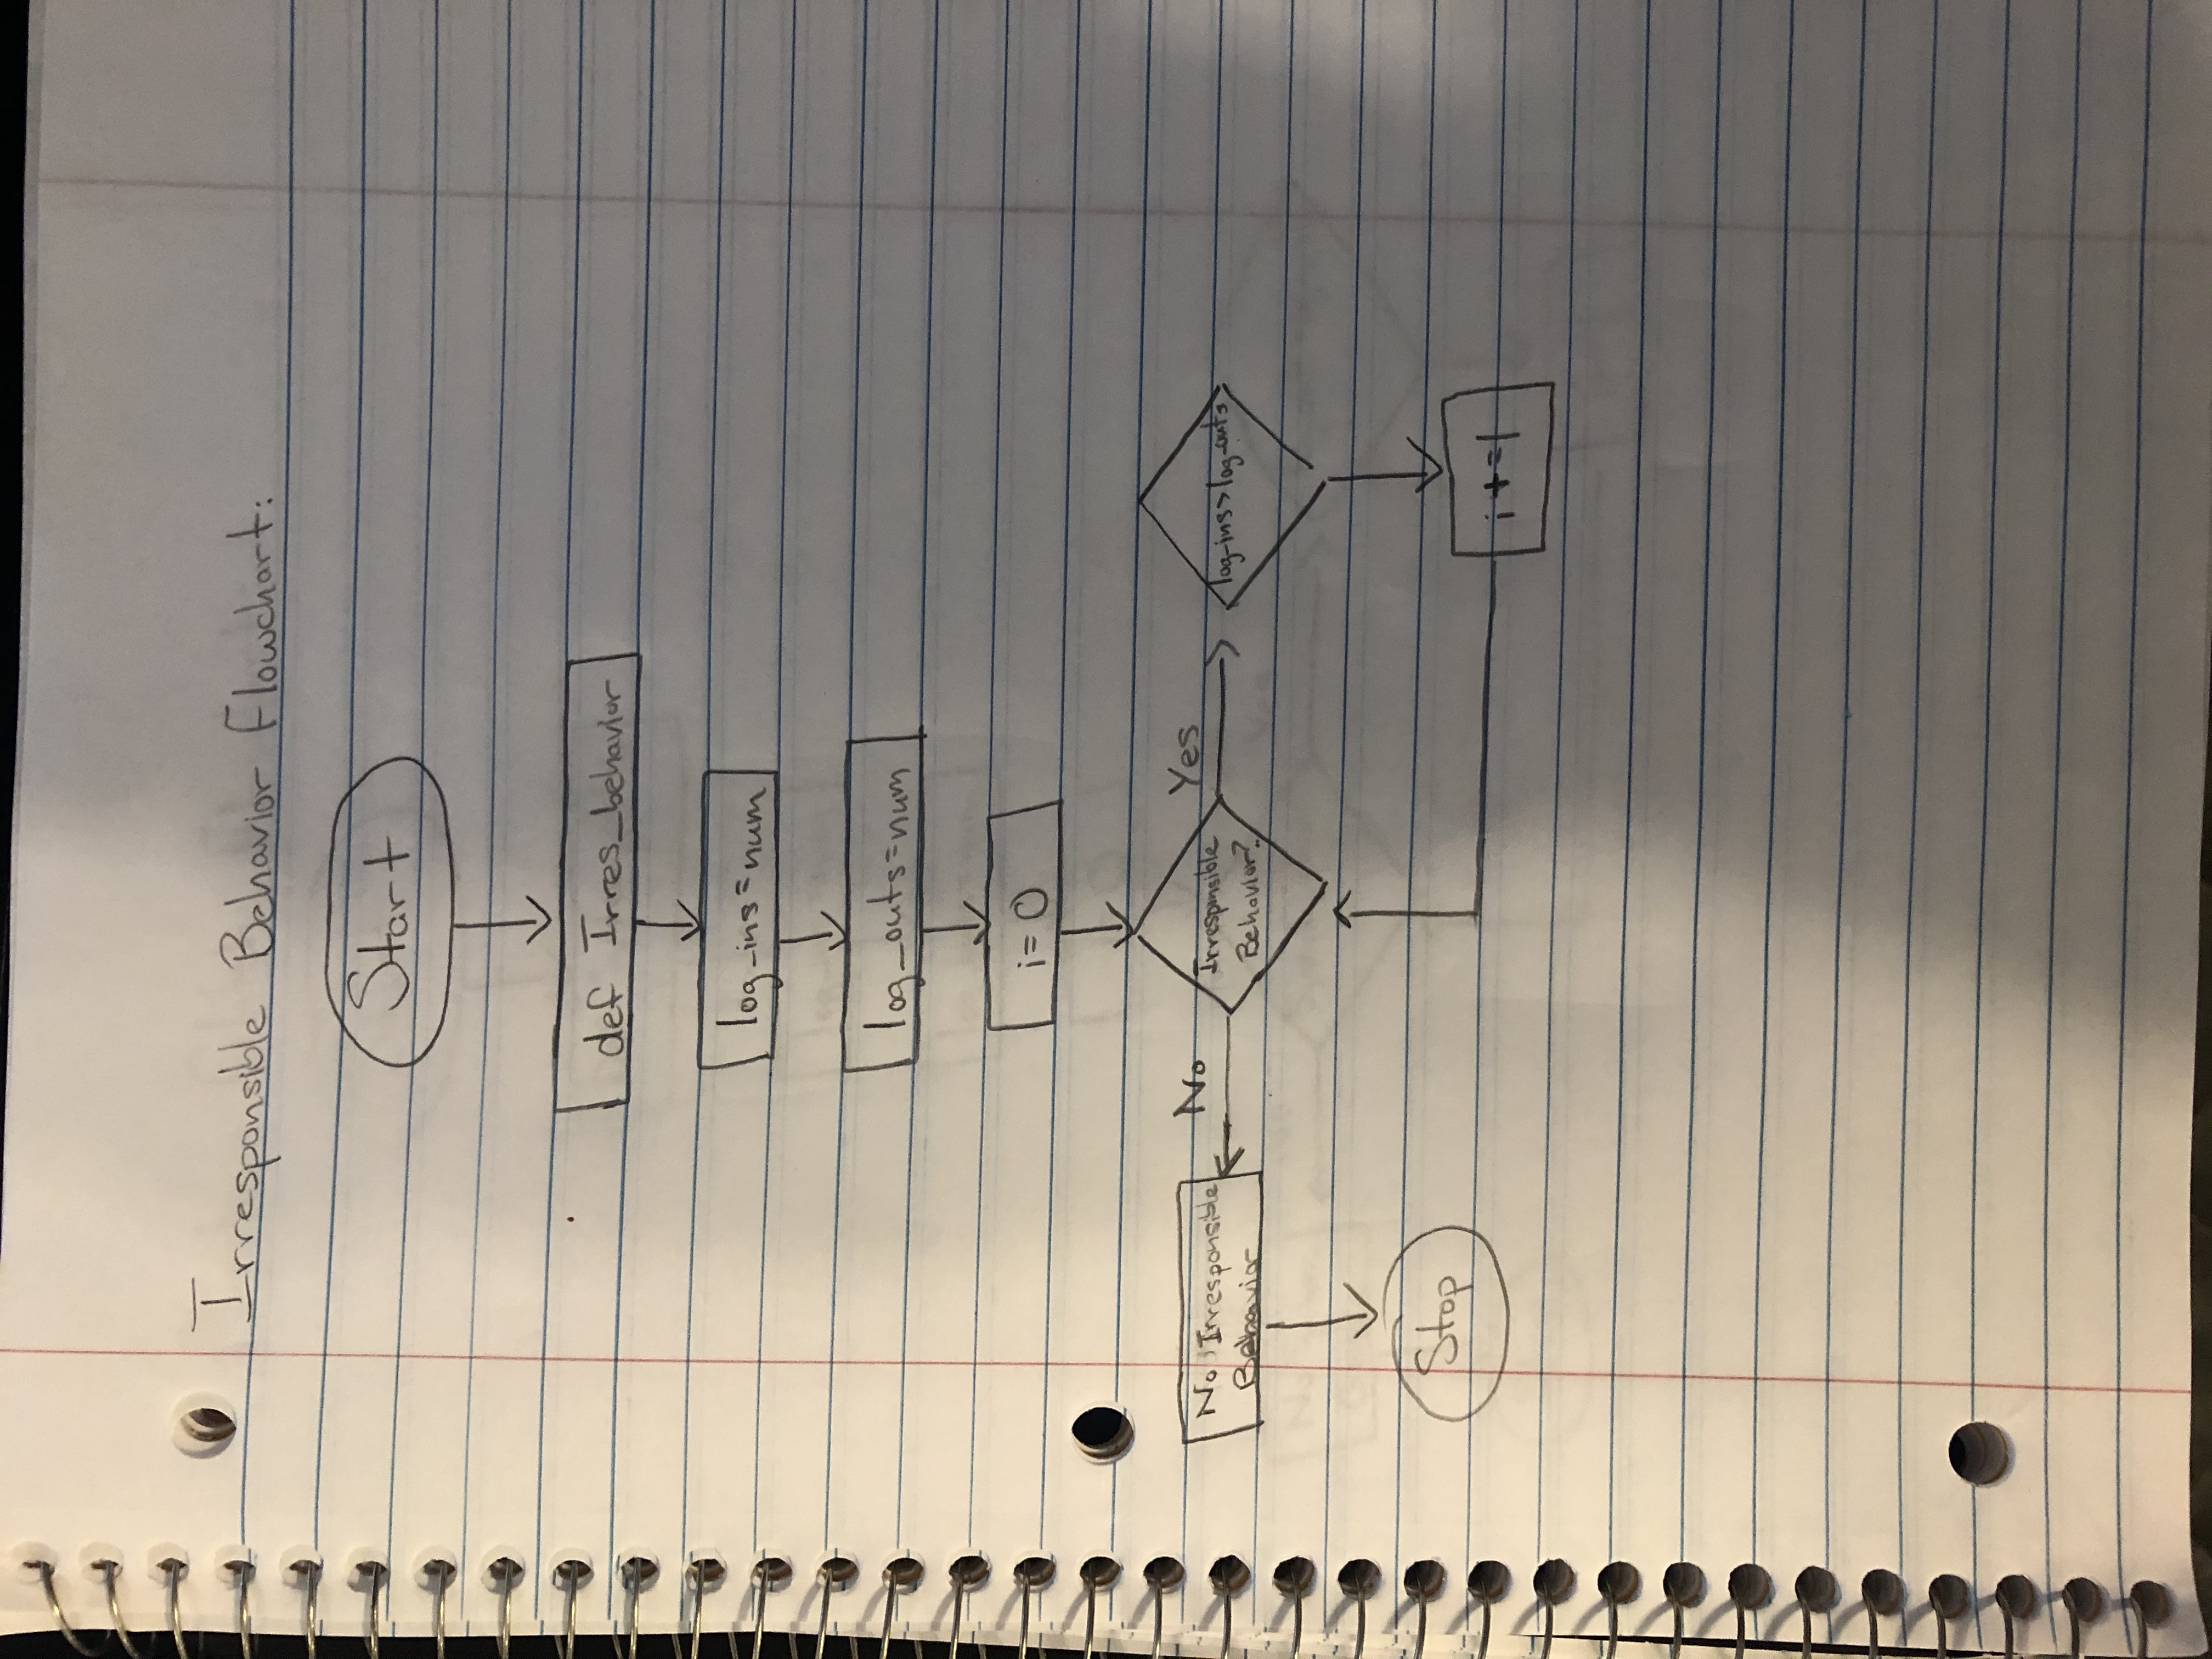 Irresponsible Behavior Flowchart:
Start
def Irres_behavior
log_ins=num
log_outs=num
i=0
No Irresponsible
Behavior
No
Irresponsible
Behavior?
Yes
log_ins>log_outs
Stop
i+=1